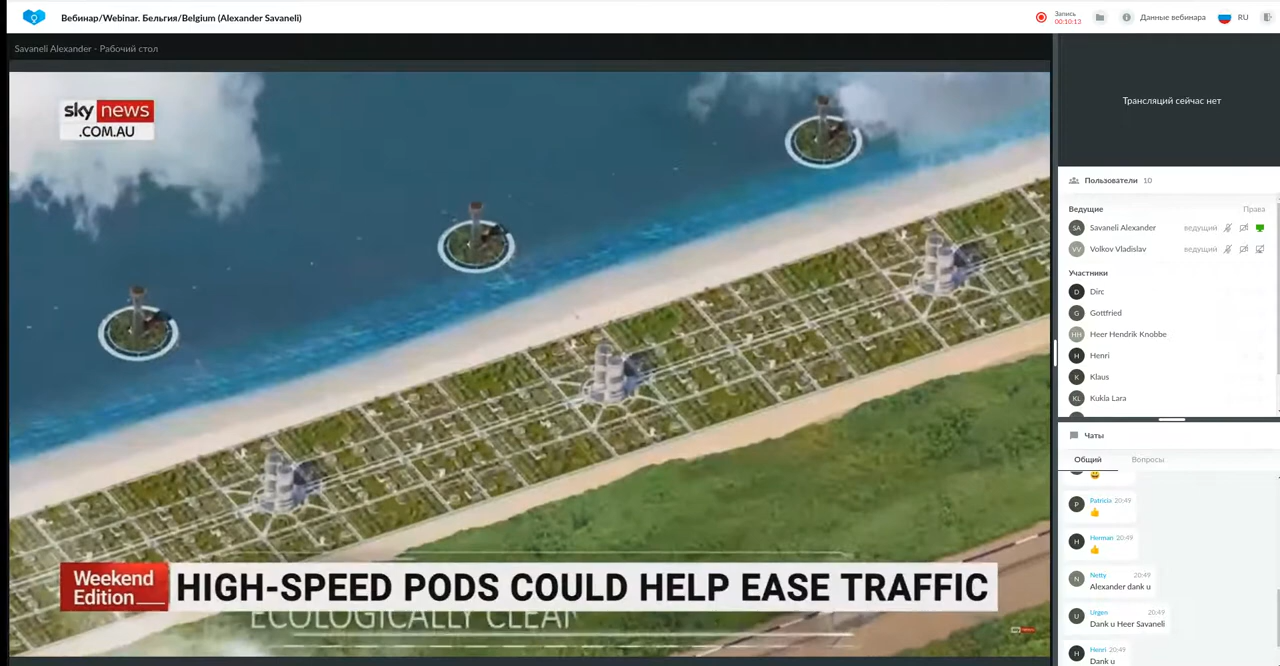 Вебинар/Webinar. Бельгия/Belgium (Alexander Savaneli)
Запись
00:10:13
Данные вебинара
RU
Savaneli Alexander - Рабочий стол
sky news
.COM.AU
Weekend
Edition
HIGH-SPEED PODS COULD HELP EASE TRAFFIC
ECOLOGICALLY CLEAN
Трансляций сейчас нет
Пользователи 10
Ведущие Права
SA Savaneli Alexander ведущий
VV Volkov Vladislav ведущий
Участники
D Dirc
G Gottfried
HH Heer Hendrik Knobbe
H Henri
K Klaus
KL Kukla Lara
Чаты
Общий Вопросы
P Patricia 20:49
👍
H Herman 20:49
👍
N Netty 20:49
Alexander dank u
U Urgen 20:49
Dank u Heer Savaneli
H Henri 20:49
Dank u